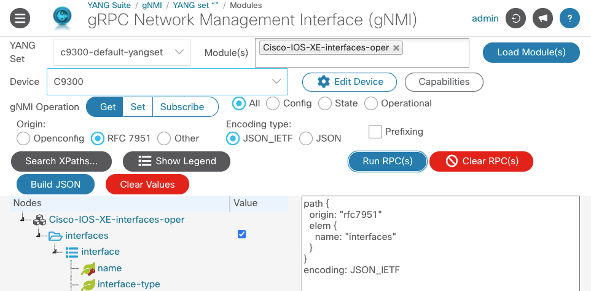 YANG Suite / gNMI / YANG set "" / Modules
gRPC Network Management Interface (gNMI)
admin
?
YANG Set
c9300-default-yangset
Module(s)
Cisco-IOS-XE-interfaces-oper ×
Load Module(s)
Device
C9300
Edit Device
Capabilities
gNMI Operation
Get Set Subscribe
All Config State Operational
Origin:
Openconfig RFC 7951 Other
Encoding type:
JSON_IETF JSON
Prefixing
Search XPaths...
Show Legend
Run RPC(s)
Clear RPC(s)
Build JSON
Clear Values
Nodes Value
Cisco-IOS-XE-interfaces-oper
interfaces
interface
name
interface-type
path {
origin: "rfc7951"
elem {
name: "interfaces"
}
}
encoding: JSON_IETF